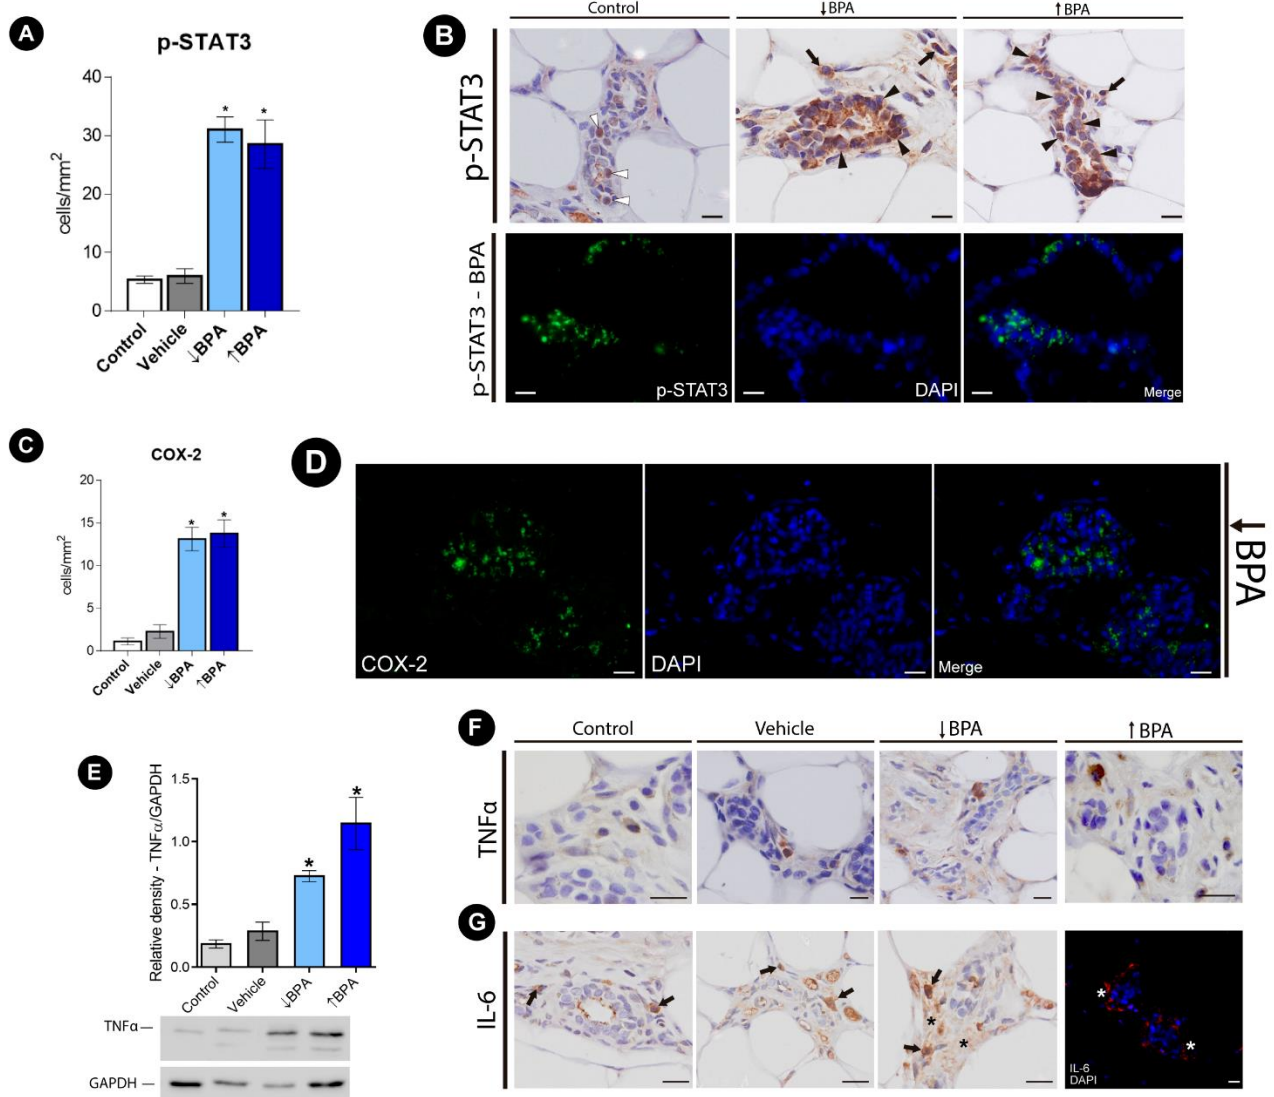 A
p-STAT3
cells/mm²
40
30
20
10
0
*
*
Control
Vehicle
↓BPA
↑BPA
B
Control
↓BPA
↑BPA
p-STAT3
p-STAT3 - BPA
p-STAT3
DAPI
Merge
C
COX-2
cells/mm²
20
15
10
5
0
*
*
Control
Vehicle
↓BPA
↑BPA
D
COX-2
DAPI
Merge
↓BPA
E
Relative density - TNFα/GAPDH
1.5
1.0
0.5
0.0
*
*
Control
Vehicle
↓BPA
↑BPA
TNFα
GAPDH
F
Control
Vehicle
↓BPA
↑BPA
TNFα
G
IL-6
*
*
*
*
IL-6
DAPI